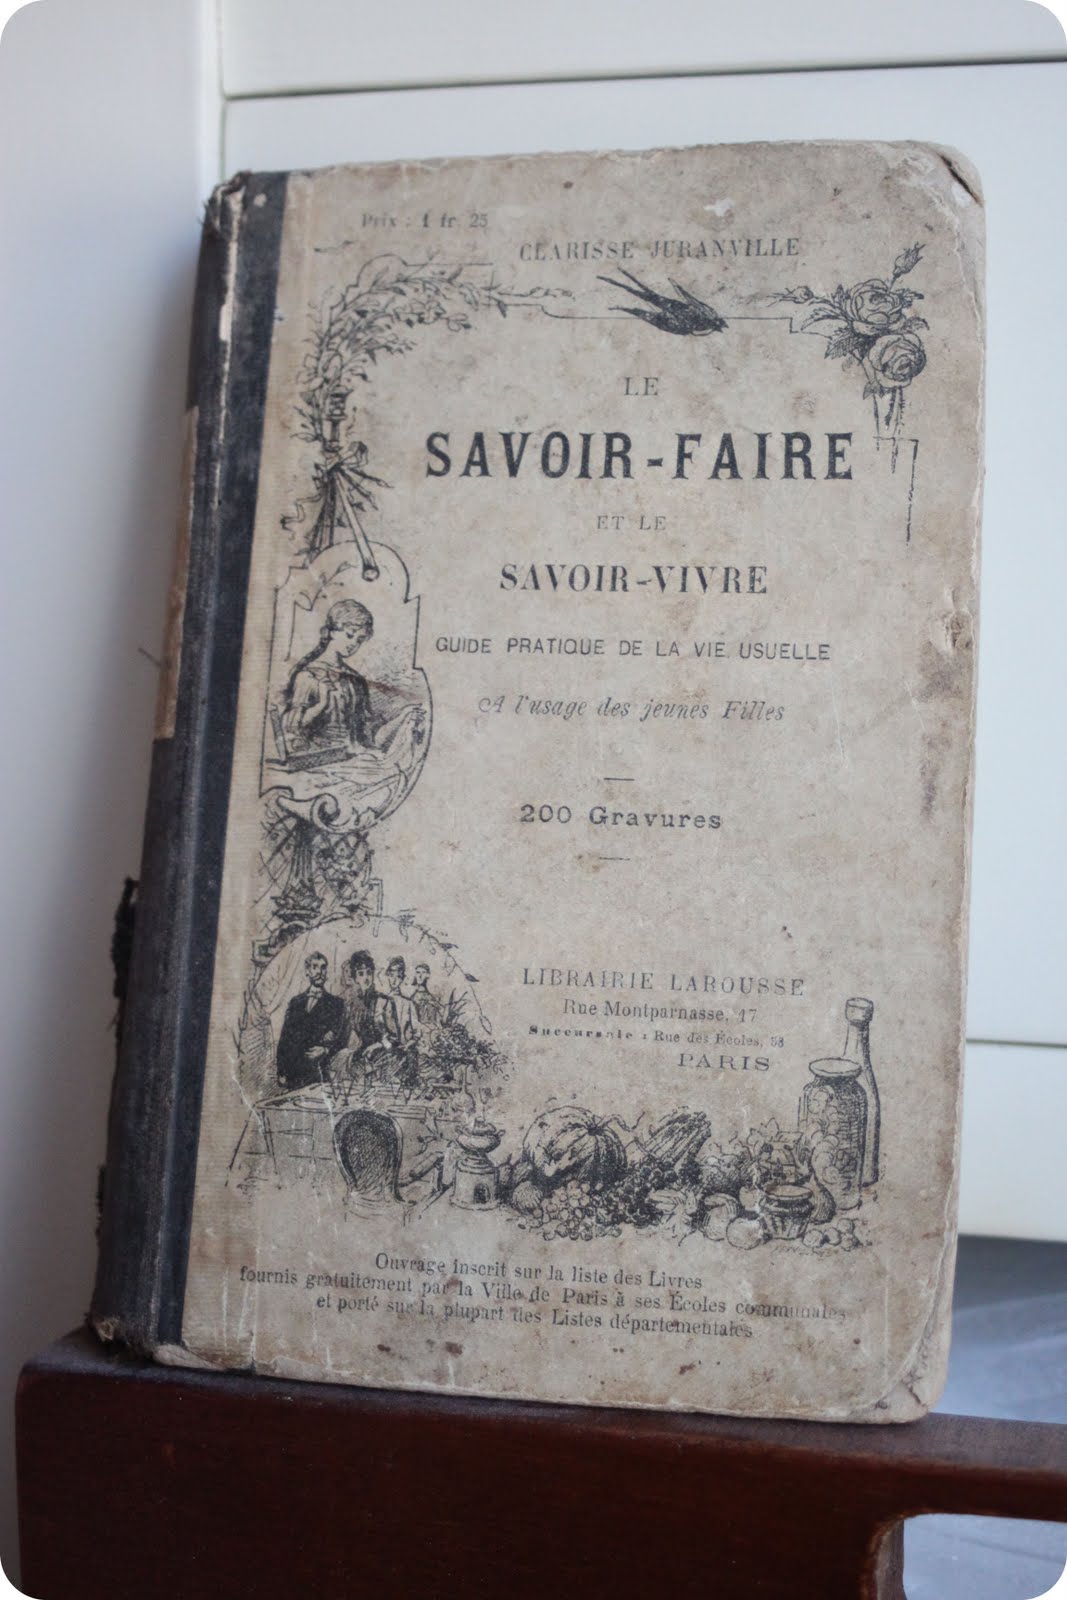 Prix : 1 fr 25
CLARISSE JURANVILLE
LE
SAVOIR-FAIRE
ET LE
SAVOIR-VIVRE
GUIDE PRATIQUE DE LA VIE USUELLE
A l'usage des jeunes Filles
200 Gravures
LIBRAIRIE LAROUSSE
Rue Montparnasse, 17
Succursale : Rue des Écoles, 58
PARIS
Ouvrage inscrit sur la liste des Livres
fournis gratuitement par la Ville de Paris à ses Écoles communales
et porté sur la plupart des Listes départementales